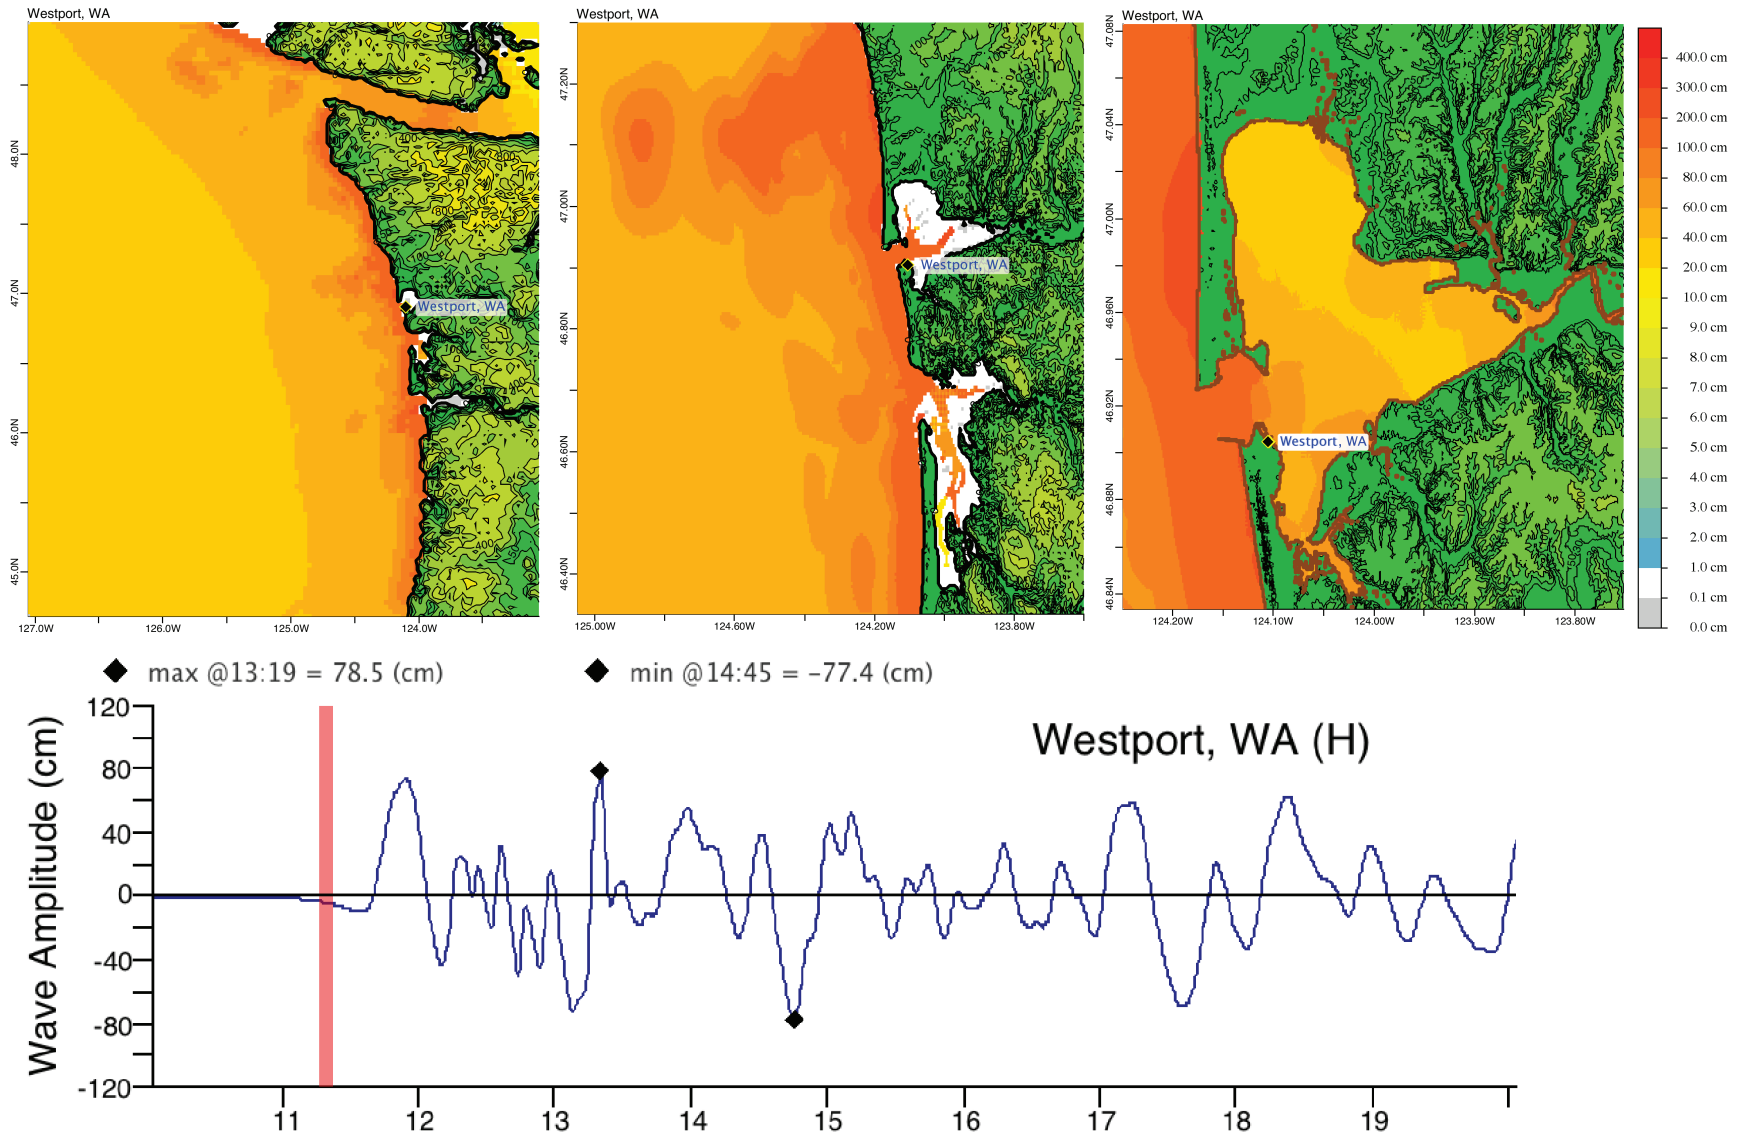 Westport, WA
Westport, WA
Westport, WA
48.0N
47.0N
46.0N
45.0N
127.0W
126.0W
125.0W
124.0W
Westport, WA
47.20N
47.00N
46.80N
46.60N
46.40N
125.00W
124.60W
124.20W
123.80W
Westport, WA
47.08N
47.04N
47.00N
46.96N
46.92N
46.88N
46.84N
124.20W
124.10W
124.00W
123.90W
123.80W
Westport, WA
400.0 cm
300.0 cm
200.0 cm
100.0 cm
80.0 cm
60.0 cm
40.0 cm
20.0 cm
10.0 cm
9.0 cm
8.0 cm
7.0 cm
6.0 cm
5.0 cm
4.0 cm
3.0 cm
2.0 cm
1.0 cm
0.1 cm
0.0 cm
max @13:19 = 78.5 (cm)
min @14:45 = -77.4 (cm)
Westport, WA (H)
Wave Amplitude (cm)
120
80
40
0
-40
-80
-120
11
12
13
14
15
16
17
18
19